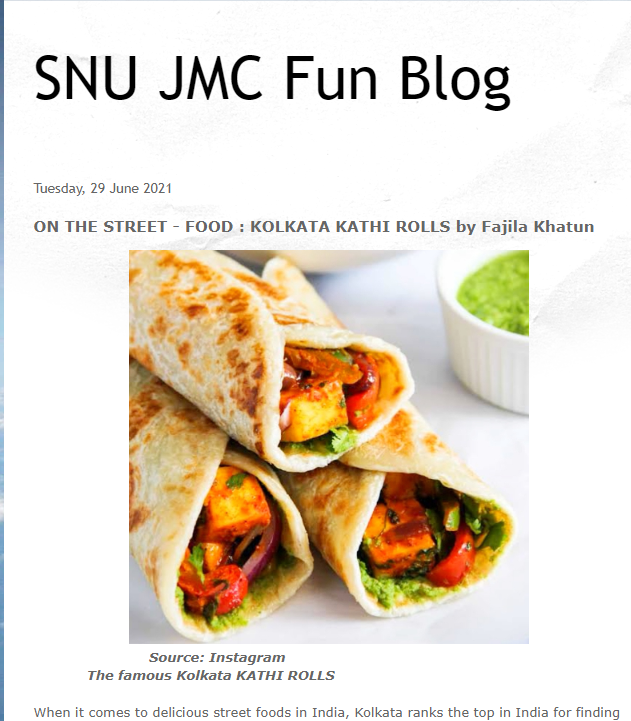 SNU JMC Fun Blog
Tuesday, 29 June 2021
ON THE STREET - FOOD : KOLKATA KATHI ROLLS by Fajila Khatun
Source: Instagram
The famous Kolkata KATHI ROLLS
When it comes to delicious street foods in India, Kolkata ranks the top in India for finding